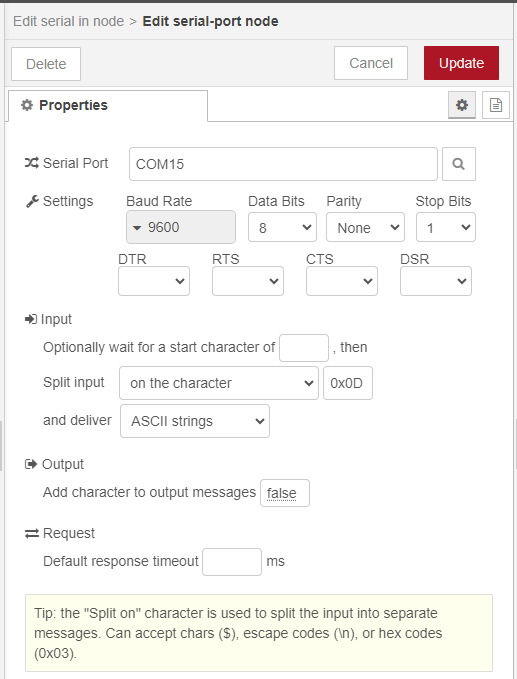 Edit serial in node > Edit serial-port node
Delete Cancel Update
Properties
Serial Port COM15
Settings Baud Rate Data Bits Parity Stop Bits
9600 8 None 1
DTR RTS CTS DSR
Input
Optionally wait for a start character of , then
Split input on the character 0x0D
and deliver ASCII strings
Output
Add character to output messages false
Request
Default response timeout ms
Tip: the "Split on" character is used to split the input into separate
messages. Can accept chars ($), escape codes (\n), or hex codes
(0x03).